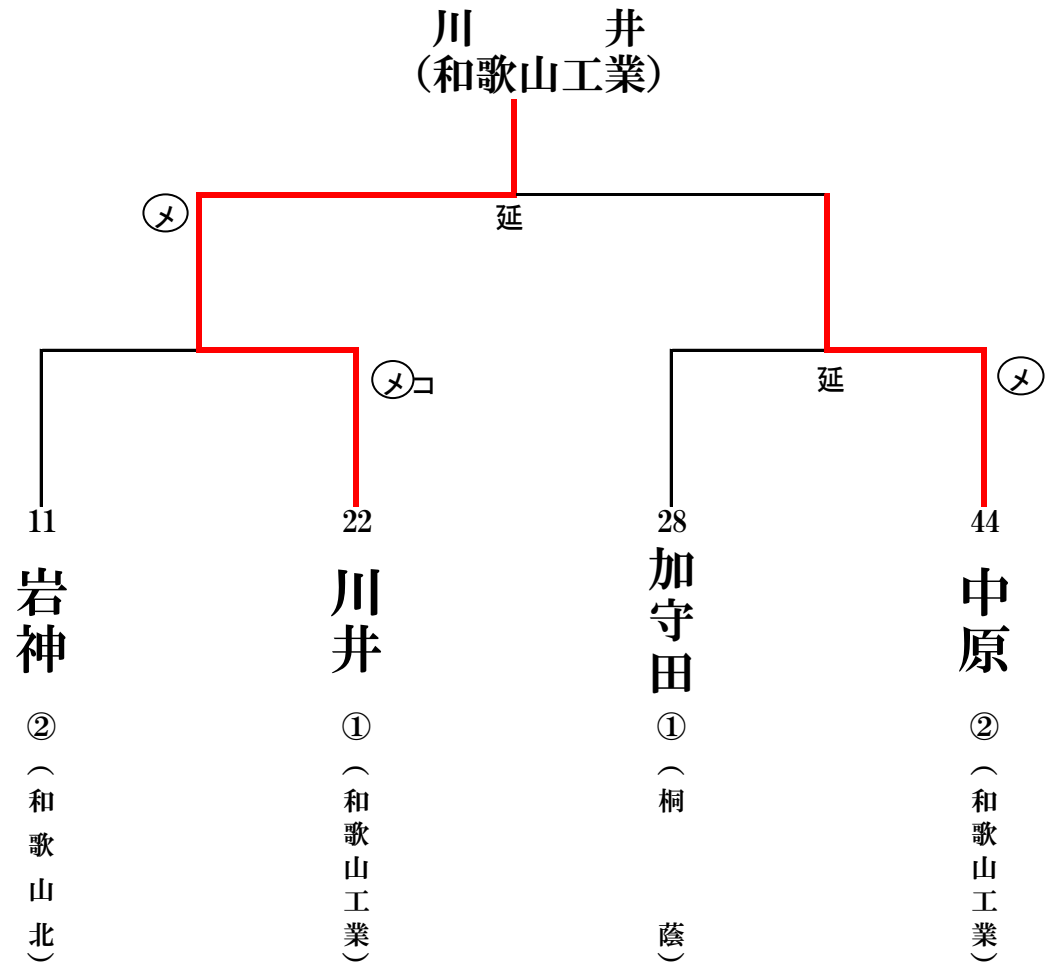 川　井
（和歌山工業）
メ
延
メコ
延
メ
11
22
28
44
岩神
川井
加守田
中原
②
①
①
②
（和歌山北）
（和歌山工業）
（桐蔭）
（和歌山工業）